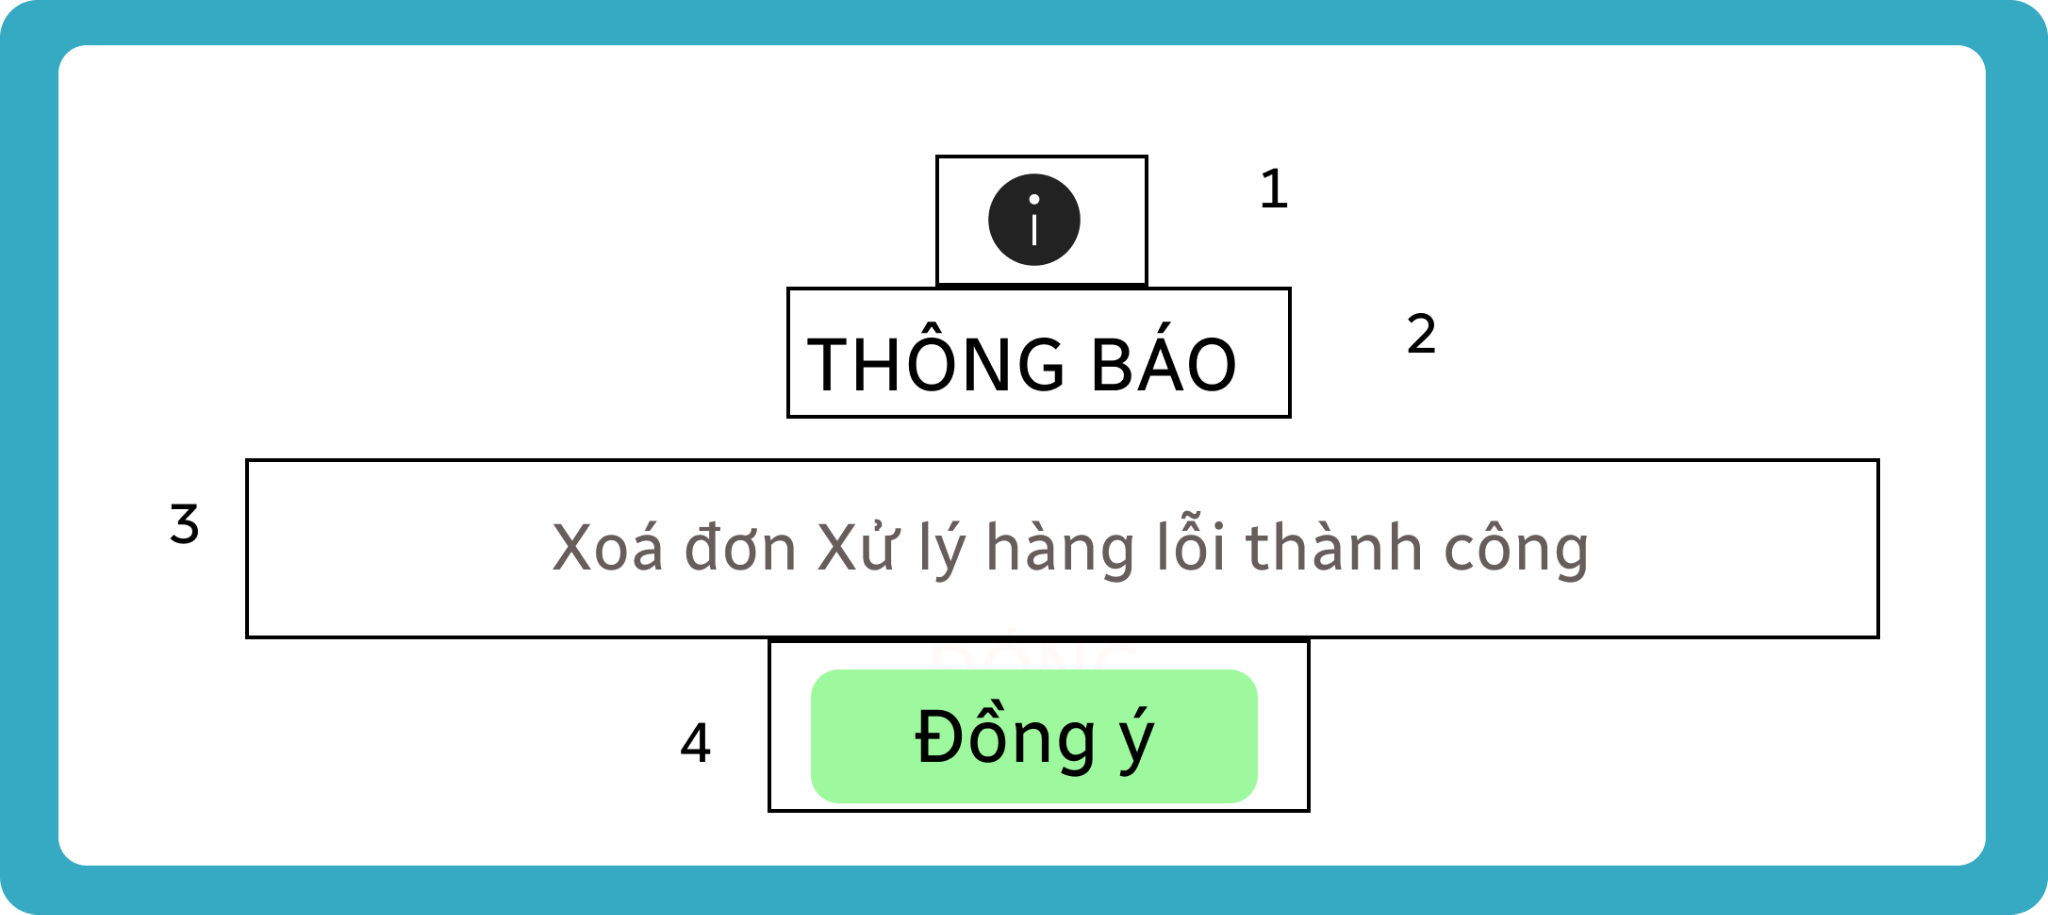 i
1
THÔNG BÁO
2
3
Xoá đơn Xử lý hàng lỗi thành công
4
Đồng ý